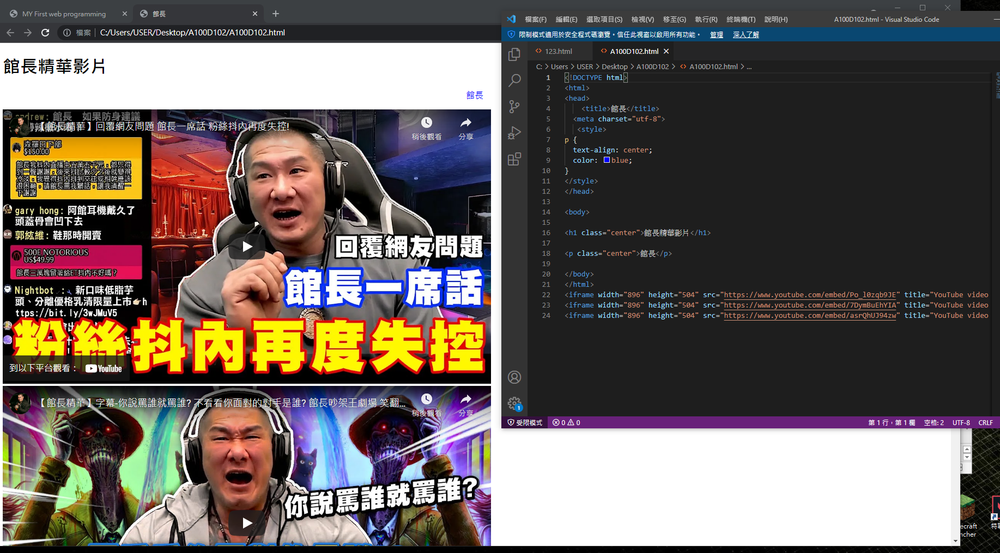 MY First web programming
館長
檔案
C:/Users/USER/Desktop/A100D102/A100D102.html
館長精華影片
館長
andrew: 館長 如果防身建議
【館長精華】回覆網友問題 館長一席話 粉絲抖內再度失控!
稍後觀看
分享
森羅日下部
$150.00
館長我抖內直播主五萬五千元，都只得
到一聲謝謝，後來抖比較少之後就變得
冷淡，我覺得抖內抖到交往或相幹應該
很困難，請館長罵我髒話，讓我清醒一
下謝謝
gary hong: 阿館耳機戴久了
頭蓋骨會凹下去
郭紘維: 鞋那時開賣
500E NOTORIOUS
US$49.99
館長三萬塊留著給ET抖內不好嗎？
Nightbot : 新口味低脂芋
頭、分離優格乳清限量上市 h
ttps://bit.ly/3wJMuV5
回覆網友問題
館長一席話
粉絲抖內再度失控
到以下平台觀看：
YouTube
【館長精華】字幕-你說罵誰就罵誰? 不看看你面對的對手是誰? 館長吵架王劇場 笑翻...
稍後觀看
分享
你說罵誰就罵誰?
檔案(F) 編輯(E) 選取項目(S) 檢視(V) 移至(G) 執行(R) 終端機(T) 說明(H)
A100D102.html - Visual Studio Code
限制模式適用於安全程式碼瀏覽。信任此視窗以啟用所有功能。 管理 深入了解
123.html
A100D102.html
C: > Users > USER > Desktop > A100D102 > A100D102.html > ...
1 <!DOCTYPE html>
2 <html>
3 <head>
4 <title>館長</title>
5 <meta charset="utf-8">
6 <style>
7 p {
8 text-align: center;
9 color: blue;
10 }
11 </style>
12 </head>
13
14 <body>
15
16 <h1 class="center">館長精華影片</h1>
17
18 <p class="center">館長</p>
19
20 </body>
21 </html>
22 <iframe width="896" height="504" src="https://www.youtube.com/embed/Po_l0zqb9JE" title="YouTube video
23 <iframe width="896" height="504" src="https://www.youtube.com/embed/7DymBuEhYIA" title="YouTube video
24 <iframe width="896" height="504" src="https://www.youtube.com/embed/asrQhUJ94zw" title="YouTube video
1
受限模式
0
0
第 1 行，第 1 欄
空格: 2
UTF-8
CRLF
ecraft
ncher